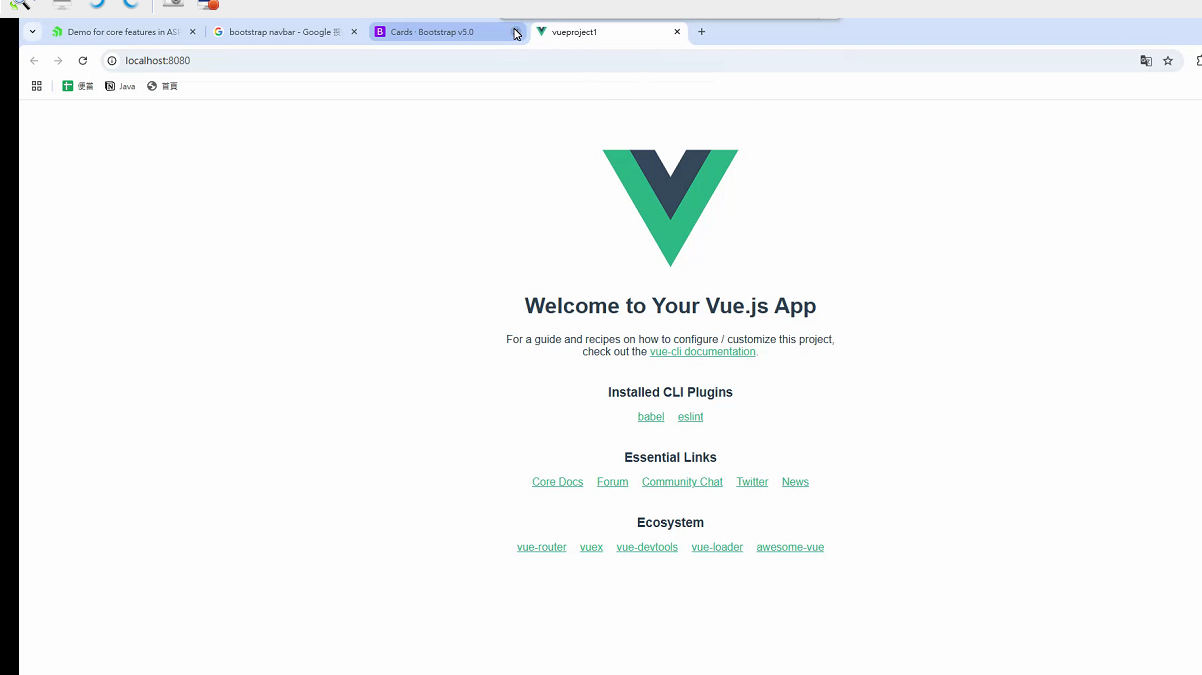 Demo for core features in AS
bootstrap navbar - Google 搜
Cards · Bootstrap v5.0
vueproject1
localhost:8080
便當
Java
首頁
Welcome to Your Vue.js App
For a guide and recipes on how to configure / customize this project,
check out the vue-cli documentation.
Installed CLI Plugins
babel eslint
Essential Links
Core Docs Forum Community Chat Twitter News
Ecosystem
vue-router vuex vue-devtools vue-loader awesome-vue